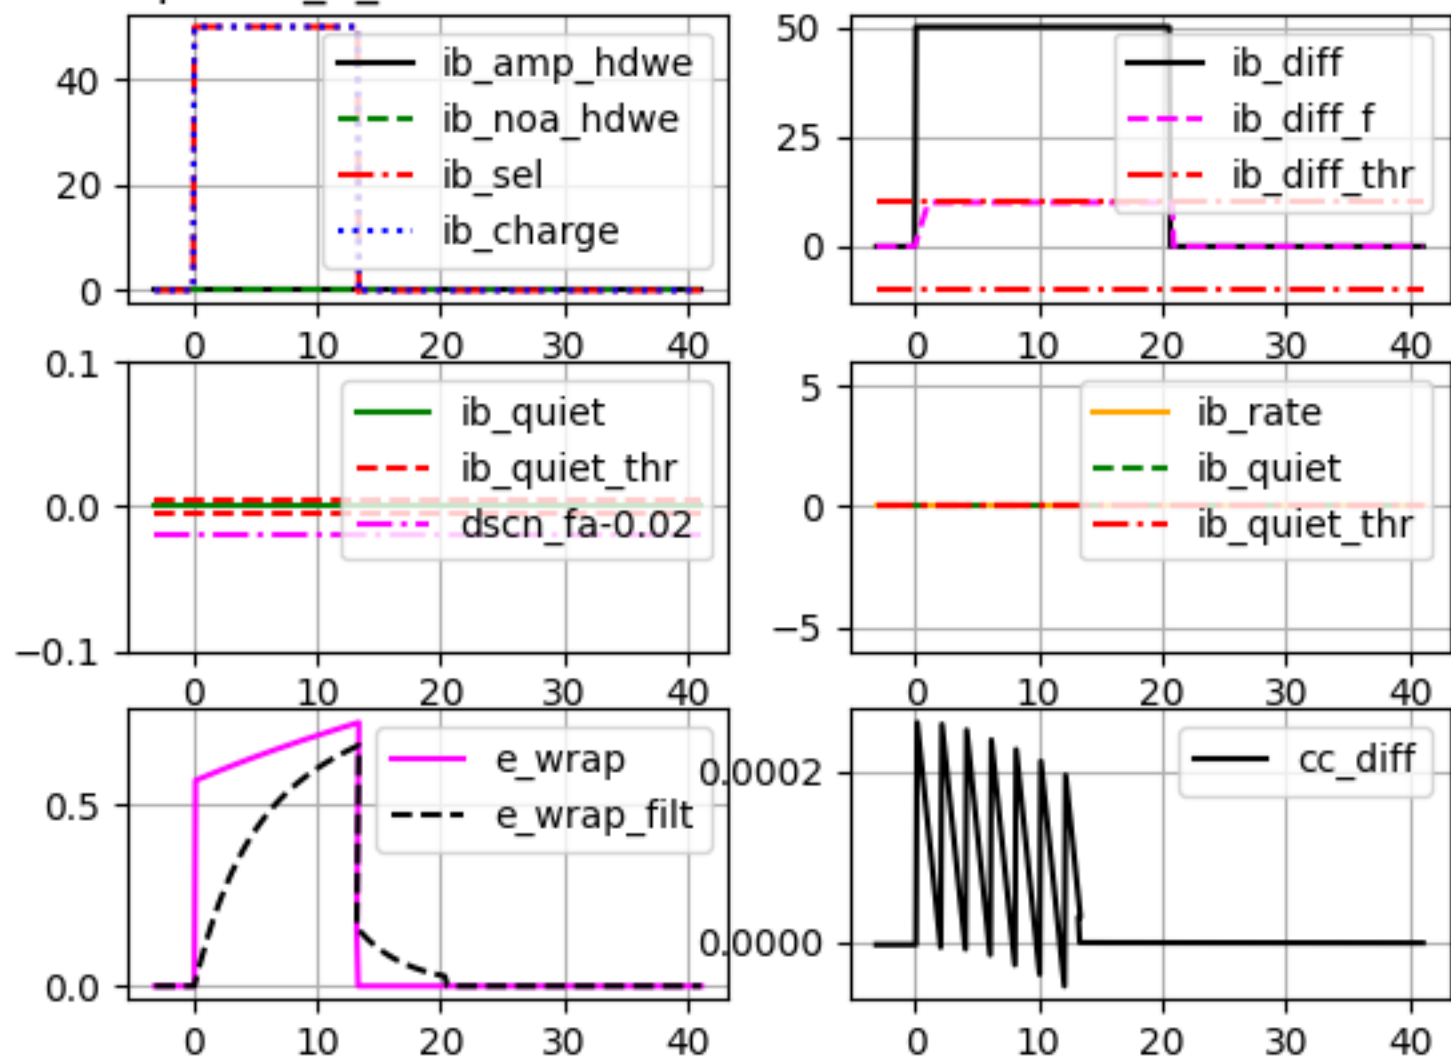 50
40
20
0
ib_amp_hdwe
ib_noa_hdwe
ib_sel
ib_charge
0 10 20 30 40
25
0
ib_diff
ib_diff_f
ib_diff_thr
0 10 20 30 40
0.1
0.0
−0.1
ib_quiet
ib_quiet_thr
dscn_fa-0.02
0 10 20 30 40
5
0
−5
ib_rate
ib_quiet
ib_quiet_thr
0 10 20 30 40
0.5
0.0
e_wrap
e_wrap_filt
0 10 20 30 40
0.0002
0.0000
cc_diff
0 10 20 30 40